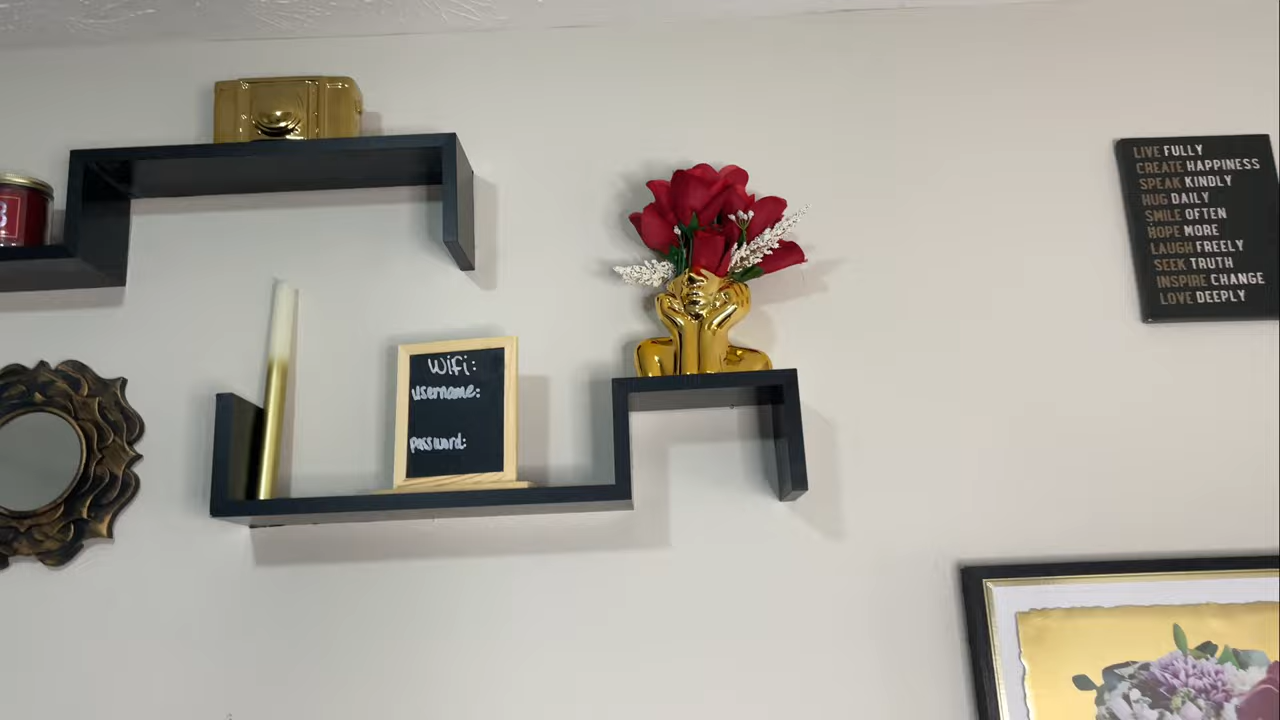 Wifi:
username:
password:
LIVE FULLY
CREATE HAPPINESS
SPEAK KINDLY
HUG DAILY
SMILE OFTEN
HOPE MORE
LAUGH FREELY
SEEK TRUTH
INSPIRE CHANGE
LOVE DEEPLY